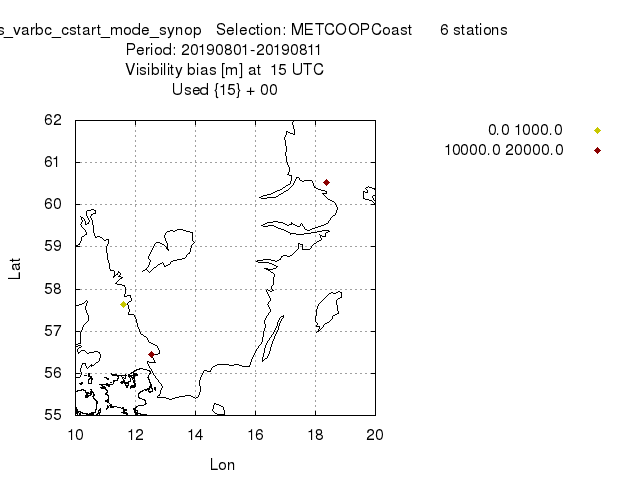 s_varbc_cstart_mode_synop Selection: METCOOPCoast 6 stations
Period: 20190801-20190811
Visibility bias [m] at 15 UTC
Used {15} + 00
0.0 1000.0
10000.0 20000.0
62
61
60
59
58
57
56
55
Lat
10 12 14 16 18 20
Lon